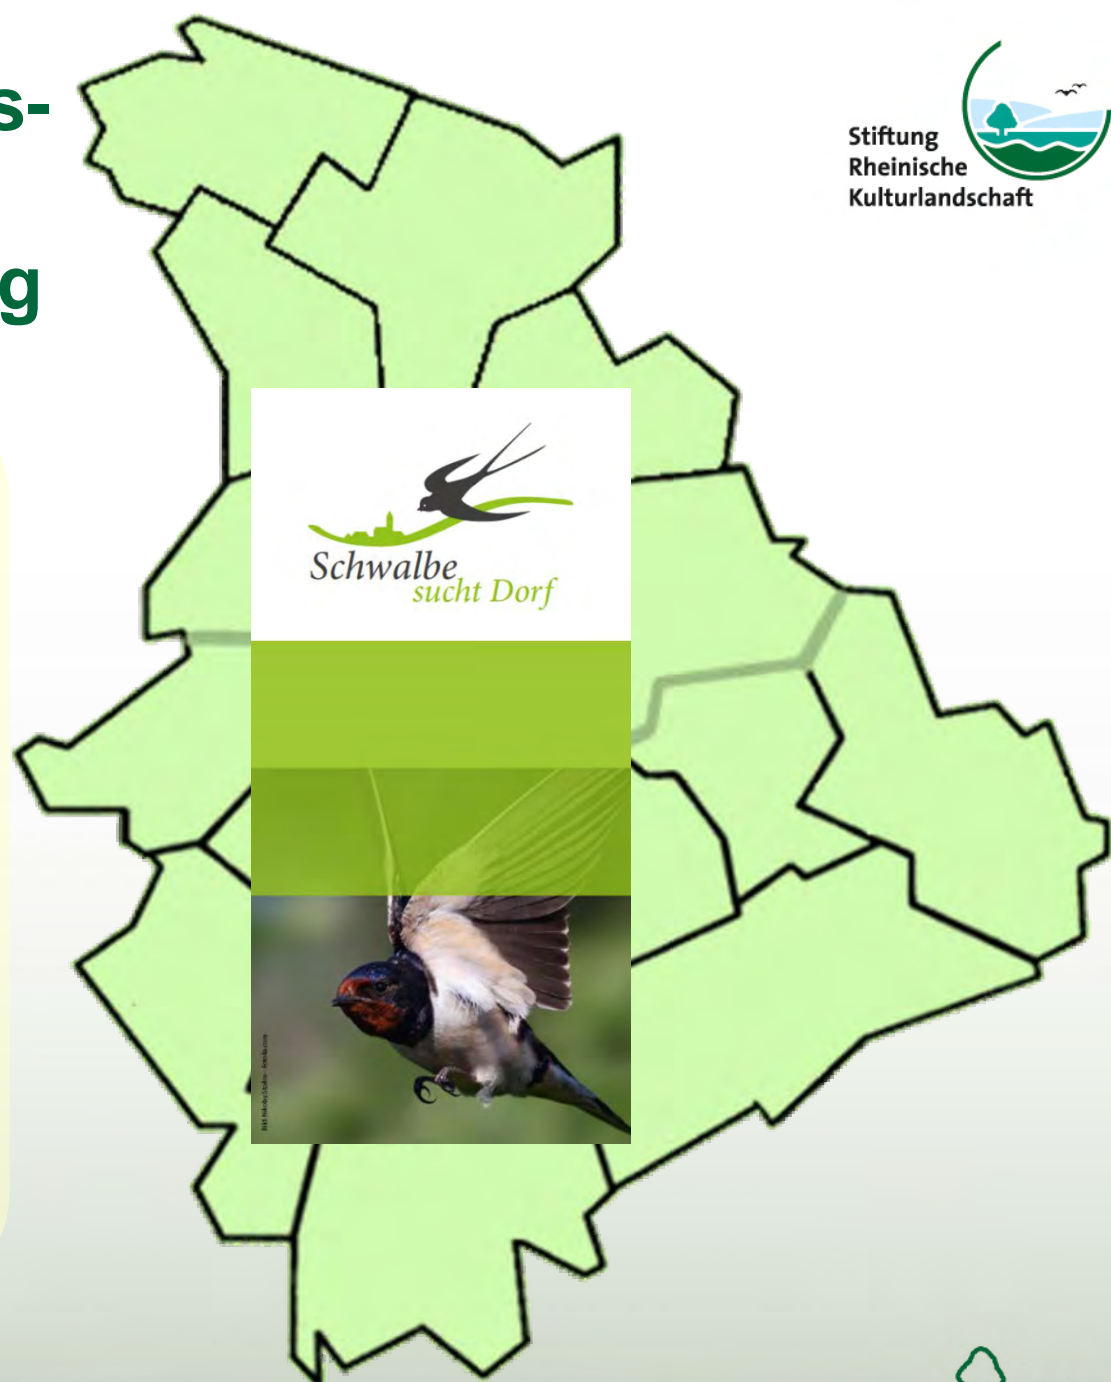 s-
g
Stiftung
Rheinische
Kulturlandschaft
Schwalbe
sucht Dorf